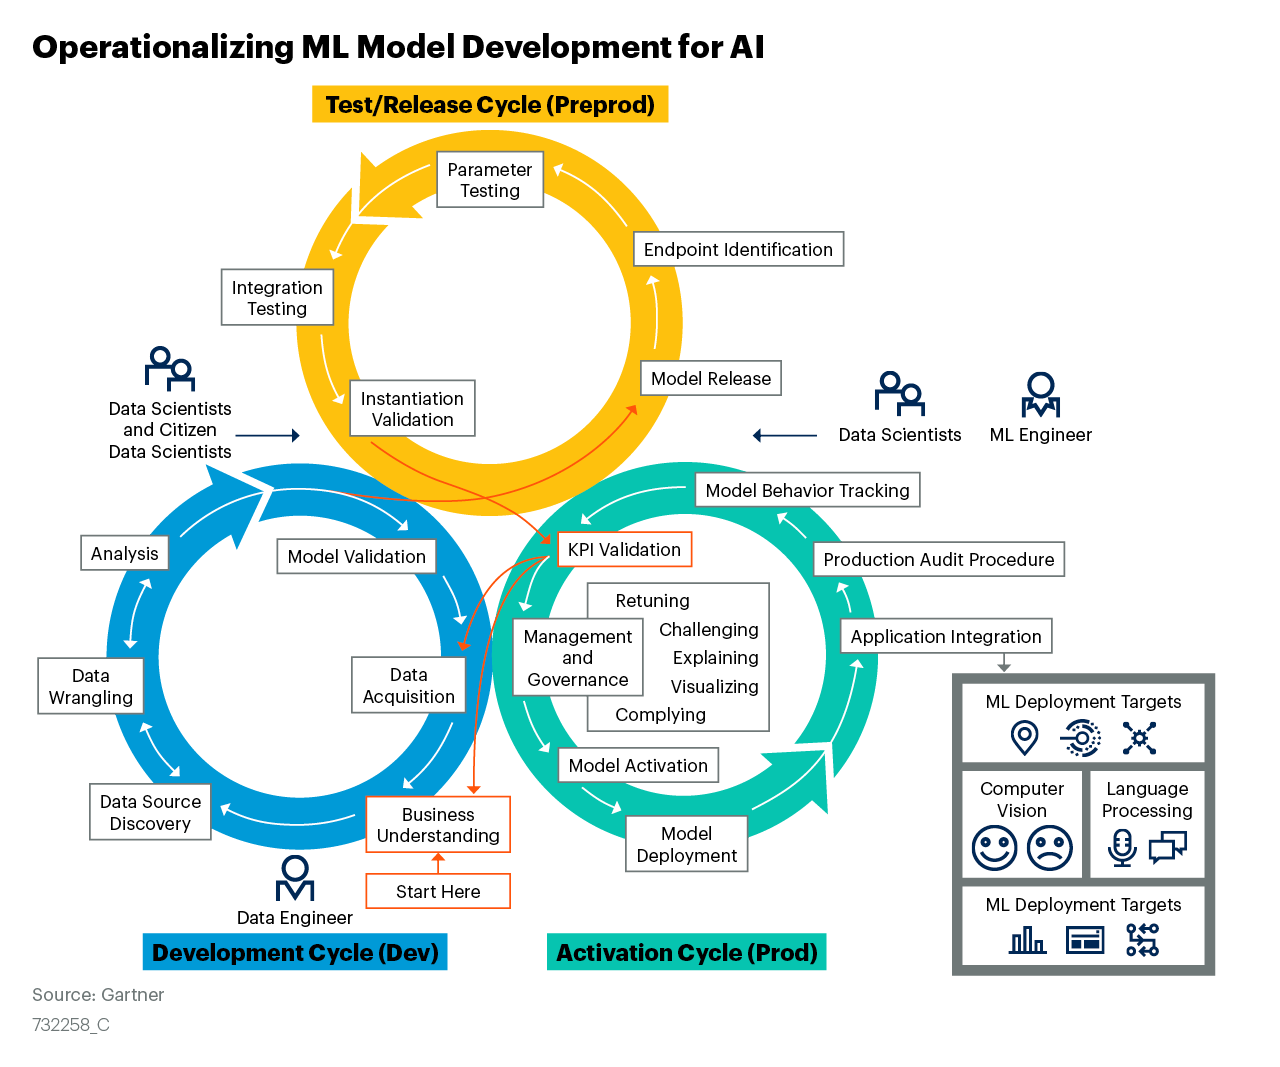 Operationalizing ML Model Development for AI
Test/Release Cycle (Preprod)
Parameter
Testing
Endpoint Identification
Integration
Testing
Model Release
Instantiation
Validation
Data Scientists
and Citizen
Data Scientists
Data Scientists
ML Engineer
Model Behavior Tracking
Analysis
Model Validation
KPI Validation
Production Audit Procedure
Retuning
Challenging
Explaining
Visualizing
Complying
Management
and
Governance
Application Integration
Data
Wrangling
Data
Acquisition
ML Deployment Targets
Model Activation
Data Source
Discovery
Business
Understanding
Model
Deployment
Computer
Vision
Language
Processing
Start Here
Data Engineer
ML Deployment Targets
Development Cycle (Dev)
Activation Cycle (Prod)
Source: Gartner
732258_C